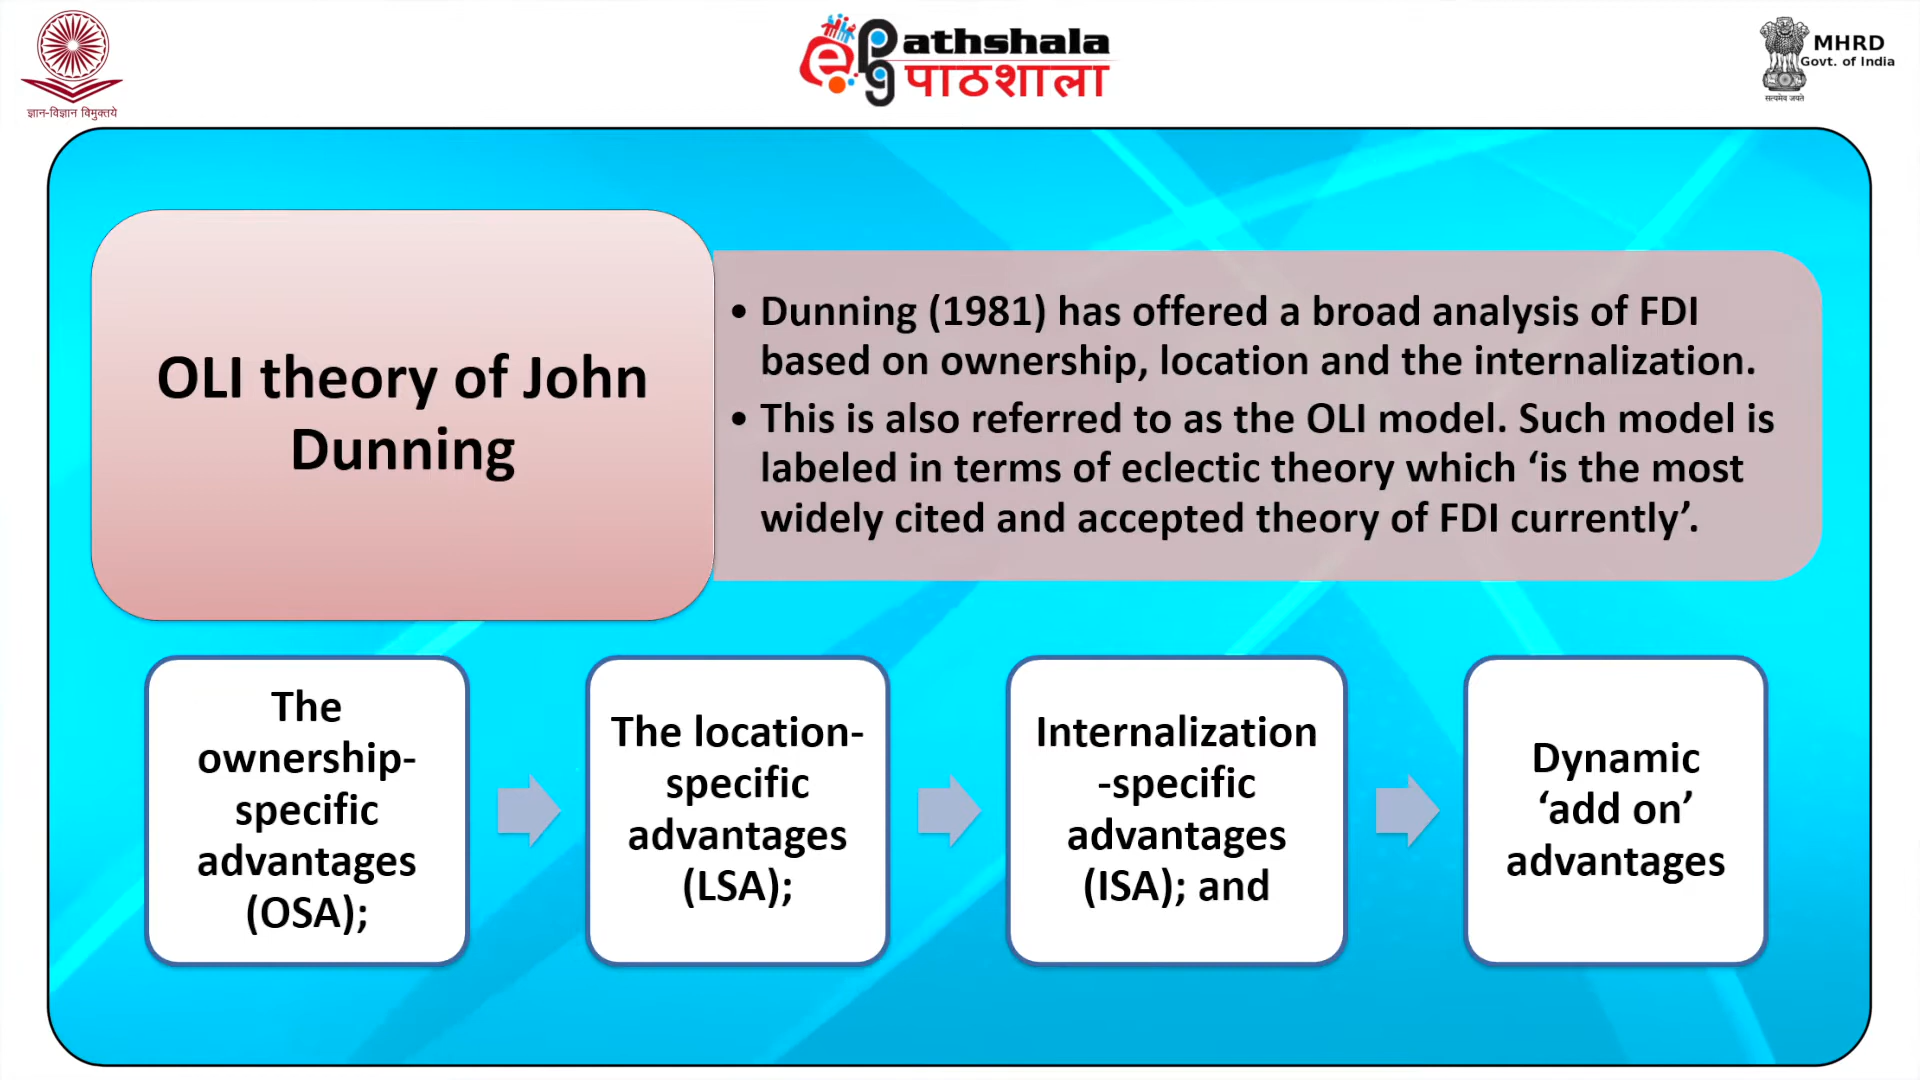 ज्ञान-विज्ञान विमुक्तये
ePg athshala
पाठशाला
MHRD
Govt. of India
सत्यमेव जयते
OLI theory of John
Dunning
• Dunning (1981) has offered a broad analysis of FDI
based on ownership, location and the internalization.
• This is also referred to as the OLI model. Such model is
labeled in terms of eclectic theory which ‘is the most
widely cited and accepted theory of FDI currently’.
The
ownership-
specific
advantages
(OSA);
The location-
specific
advantages
(LSA);
Internalization
-specific
advantages
(ISA); and
Dynamic
‘add on’
advantages